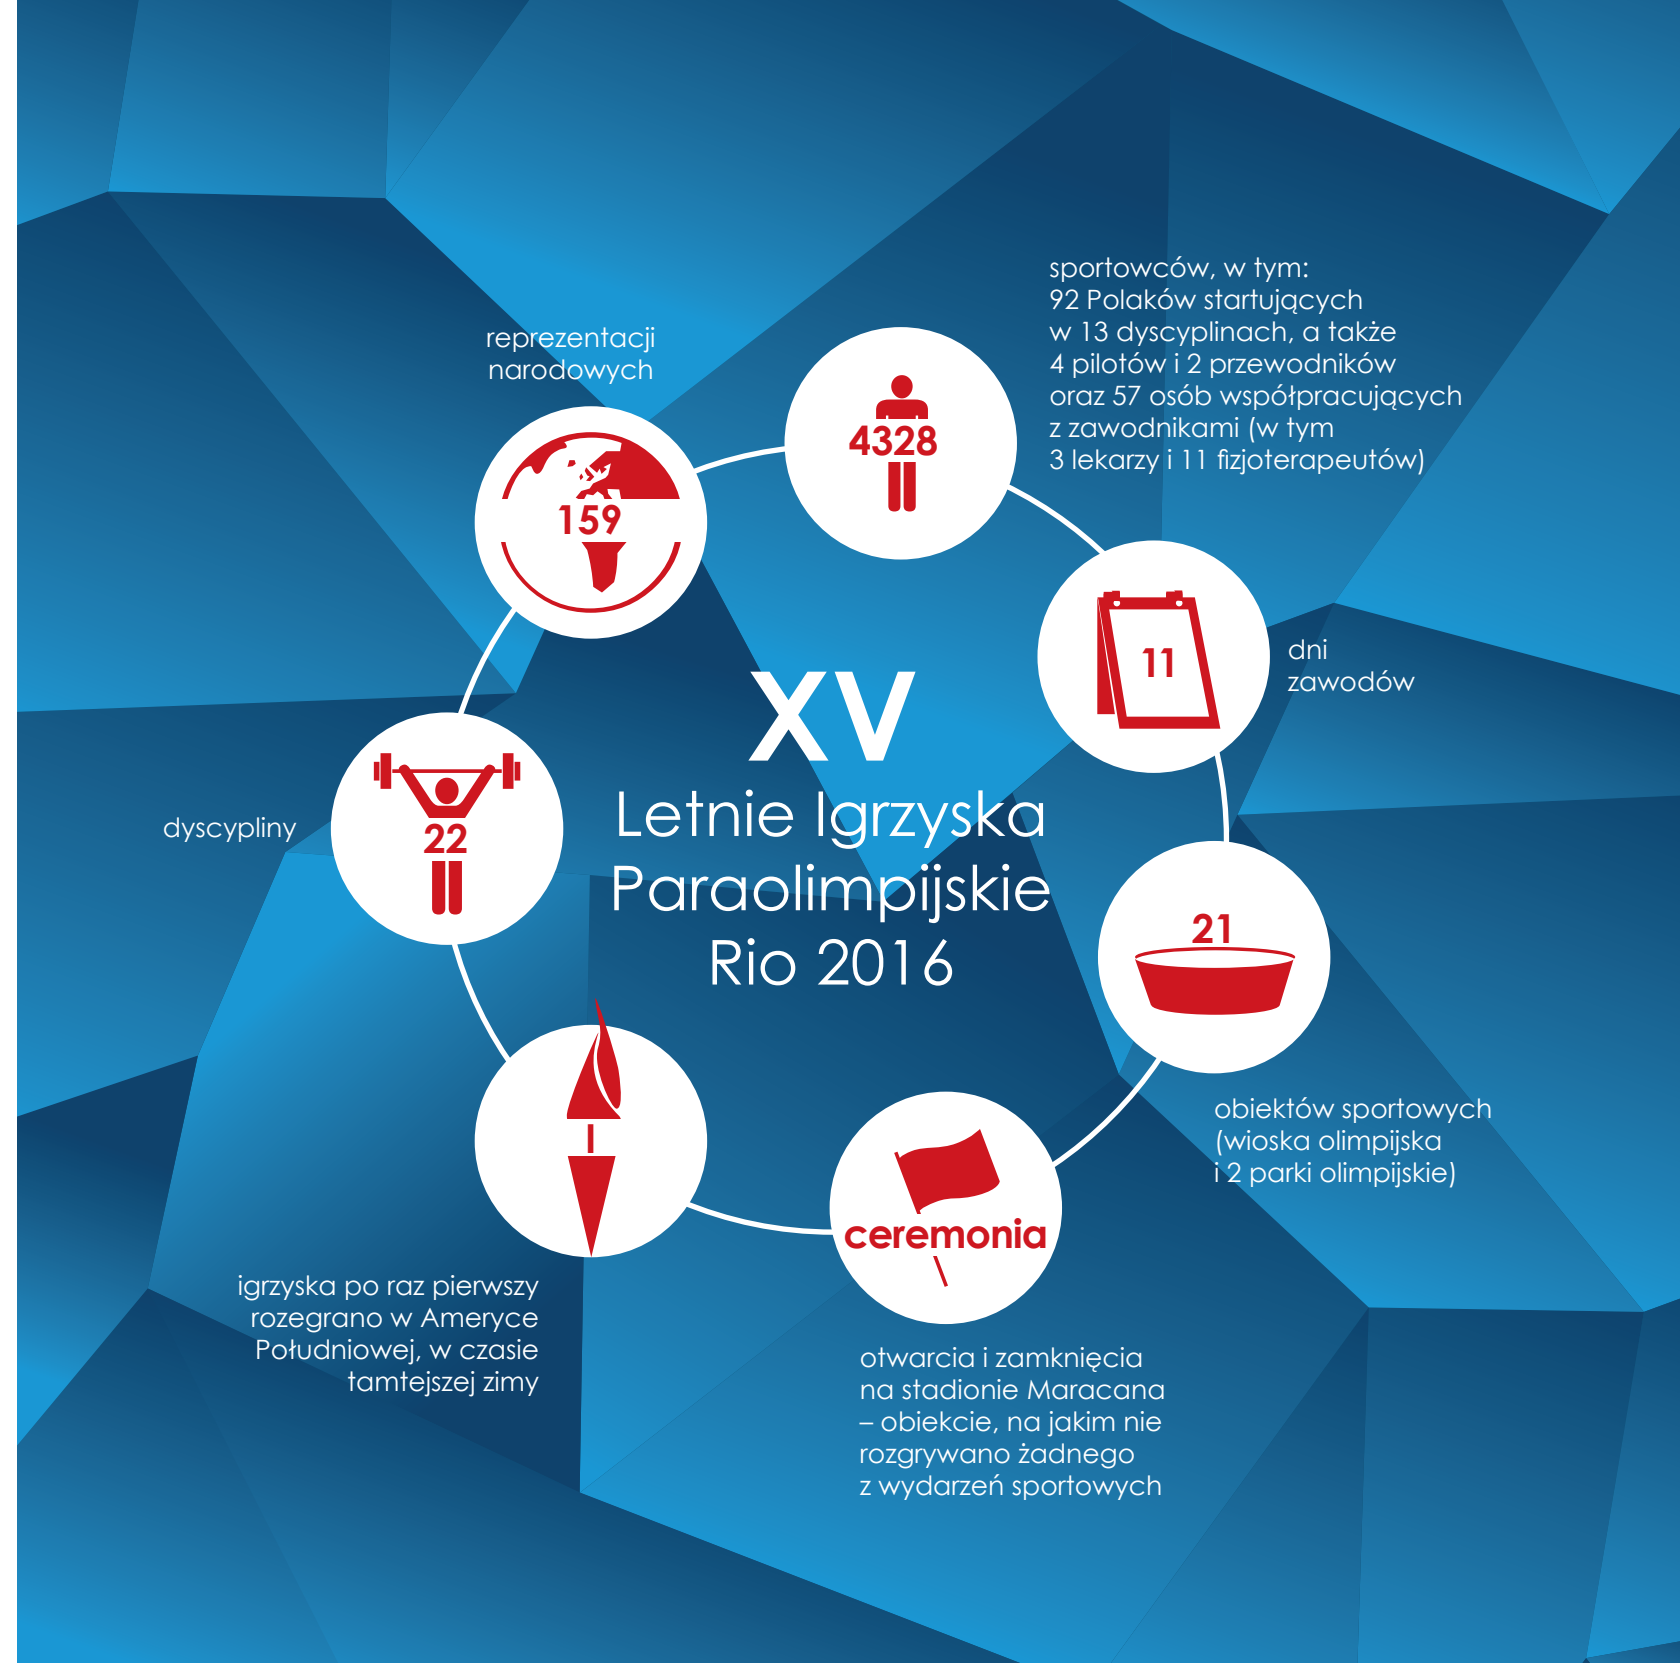 XV
Letnie Igrzyska
Paraolimpijskie
Rio 2016
reprezentacji
narodowych
159
4328
sportowców, w tym:
92 Polaków startujących
w 13 dyscyplinach, a także
4 pilotów i 2 przewodników
oraz 57 osób współpracujących
z zawodnikami (w tym
3 lekarzy i 11 fizjoterapeutów)
11
dni
zawodów
21
obiektów sportowych
(wioska olimpijska
i 2 parki olimpijskie)
ceremonia
otwarcia i zamknięcia
na stadionie Maracana
– obiekcie, na jakim nie
rozgrywano żadnego
z wydarzeń sportowych
I
igrzyska po raz pierwszy
rozegrano w Ameryce
Południowej, w czasie
tamtejszej zimy
dyscypliny
22